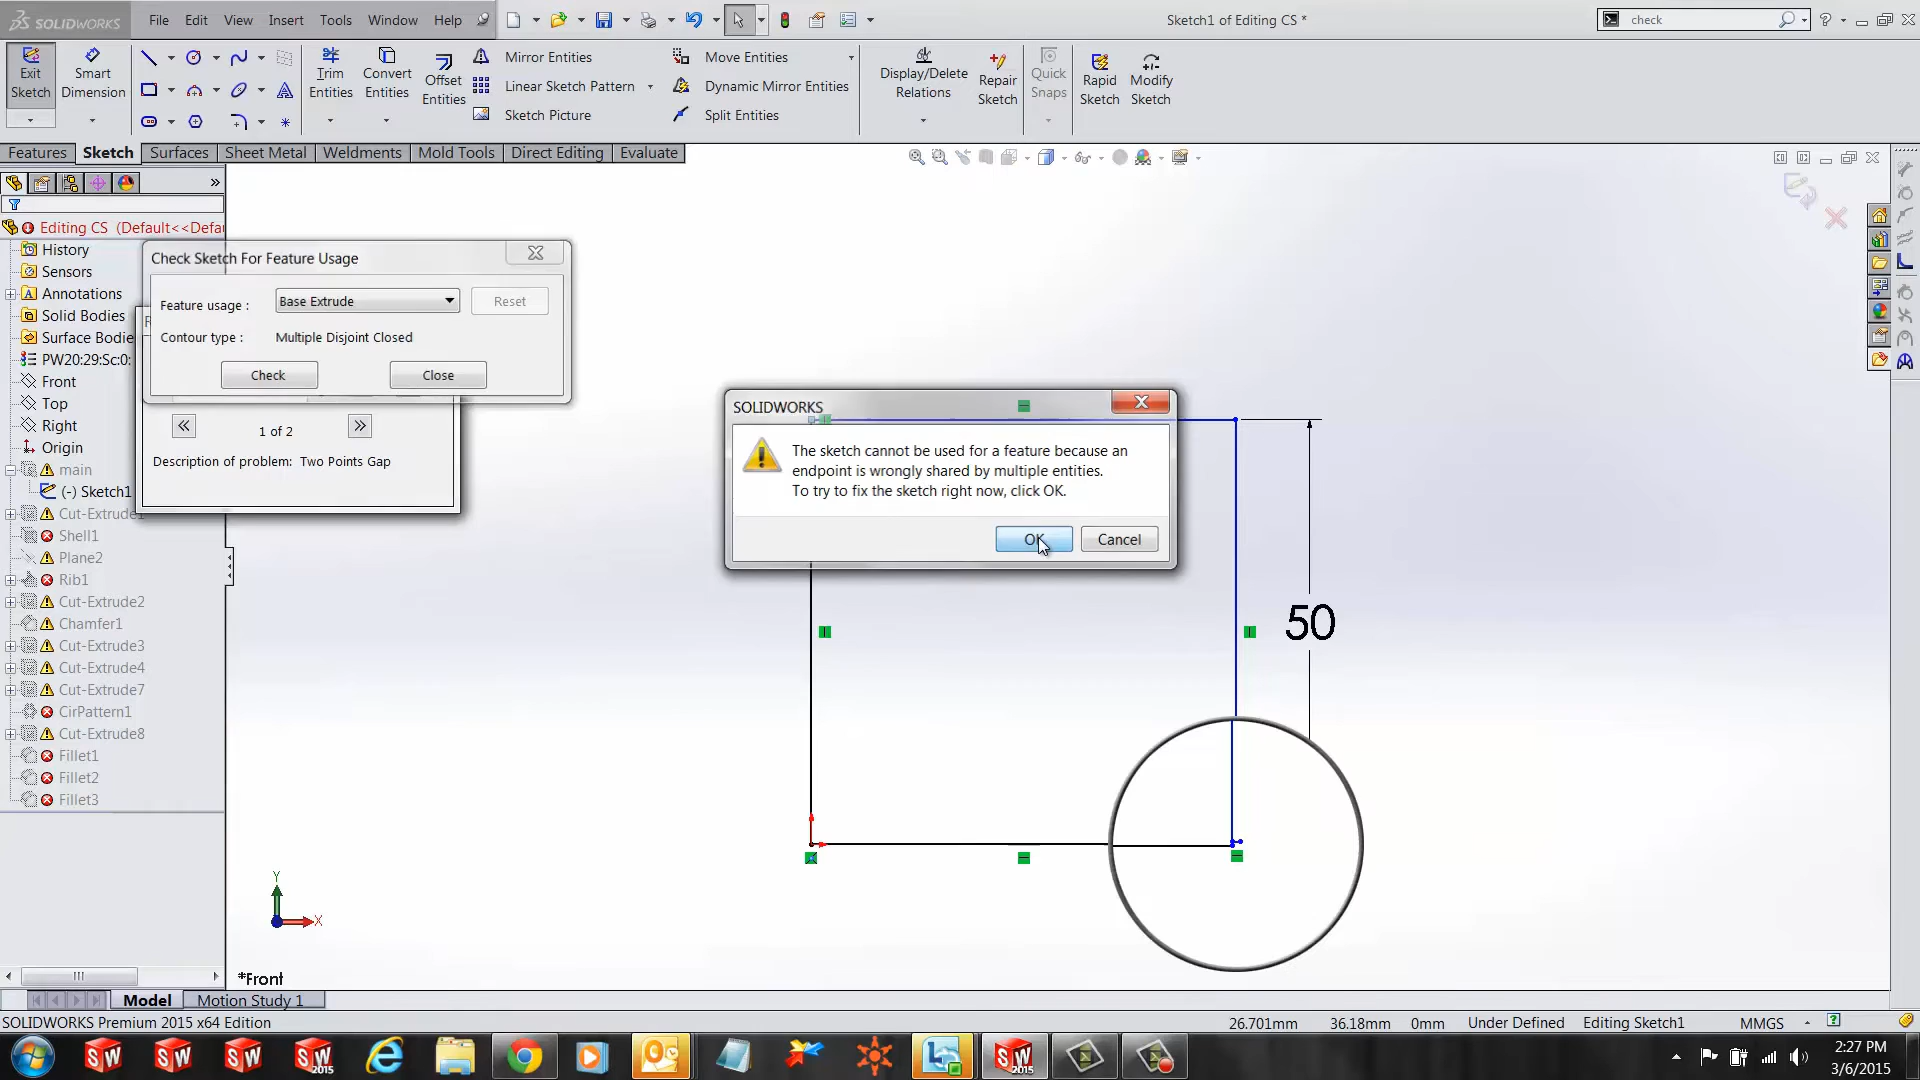 SOLIDWORKS File Edit View Insert Tools Window Help
Sketch1 of Editing CS *
check
Exit Sketch
Smart Dimension
Trim Entities
Convert Entities
Offset Entities
Mirror Entities
Linear Sketch Pattern
Sketch Picture
Move Entities
Dynamic Mirror Entities
Split Entities
Display/Delete Relations
Repair Sketch
Quick Snaps
Rapid Sketch
Modify Sketch
Features Sketch Surfaces Sheet Metal Weldments Mold Tools Direct Editing Evaluate
Editing CS (Default<<Defau
History
Sensors
Annotations
Solid Bodies
Surface Bodie
PW20:29:Sc:0:
Front
Top
Right
Origin
main
(-) Sketch1
Cut-Extrude1
Shell1
Plane2
Rib1
Cut-Extrude2
Chamfer1
Cut-Extrude3
Cut-Extrude4
Cut-Extrude7
CirPattern1
Cut-Extrude8
Fillet1
Fillet2
Fillet3
Check Sketch For Feature Usage
Feature usage : Base Extrude Reset
Contour type : Multiple Disjoint Closed
Check Close
1 of 2
Description of problem: Two Points Gap
SOLIDWORKS
The sketch cannot be used for a feature because an
endpoint is wrongly shared by multiple entities.
To try to fix the sketch right now, click OK.
OK Cancel
50
Y
X
*Front
Model Motion Study 1
SOLIDWORKS Premium 2015 x64 Edition
26.701mm 36.18mm 0mm Under Defined Editing Sketch1 MMGS
2:27 PM
3/6/2015